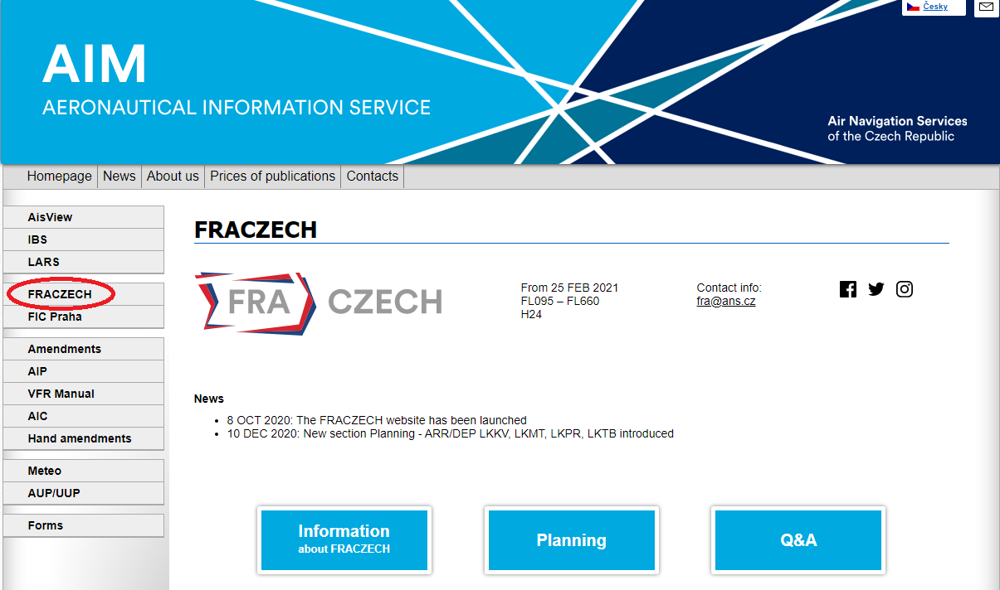 Česky
AIM
AERONAUTICAL INFORMATION SERVICE
Air Navigation Services
of the Czech Republic
Homepage News About us Prices of publications Contacts
AisView
IBS
LARS
FRACZECH
FIC Praha
Amendments
AIP
VFR Manual
AIC
Hand amendments
Meteo
AUP/UUP
Forms
FRACZECH
FRA CZECH
From 25 FEB 2021
FL095 – FL660
H24
Contact info:
fra@ans.cz
News
• 8 OCT 2020: The FRACZECH website has been launched
• 10 DEC 2020: New section Planning - ARR/DEP LKKV, LKMT, LKPR, LKTB introduced
Information
about FRACZECH
Planning
Q&A